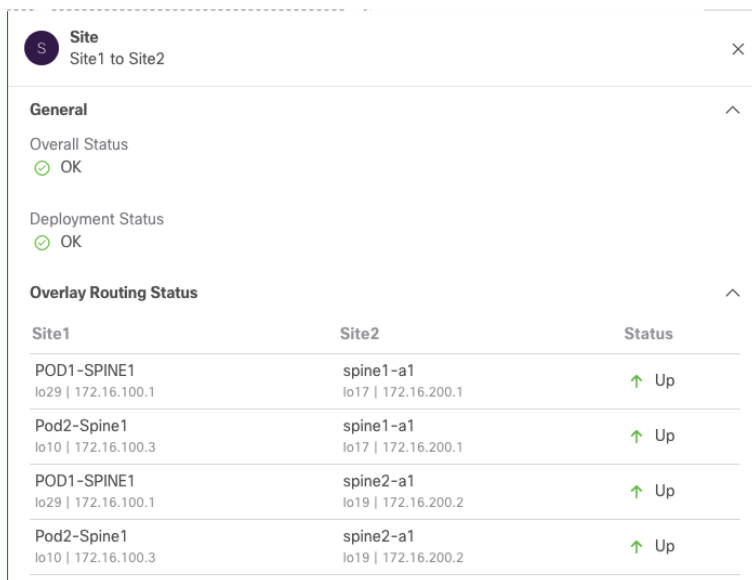 S
Site
Site1 to Site2
General
Overall Status
OK
Deployment Status
OK
Overlay Routing Status
Site1 Site2 Status
POD1-SPINE1 spine1-a1 Up
lo29 | 172.16.100.1 lo17 | 172.16.200.1
Pod2-Spine1 spine1-a1 Up
lo10 | 172.16.100.3 lo17 | 172.16.200.1
POD1-SPINE1 spine2-a1 Up
lo29 | 172.16.100.1 lo19 | 172.16.200.2
Pod2-Spine1 spine2-a1 Up
lo10 | 172.16.100.3 lo19 | 172.16.200.2